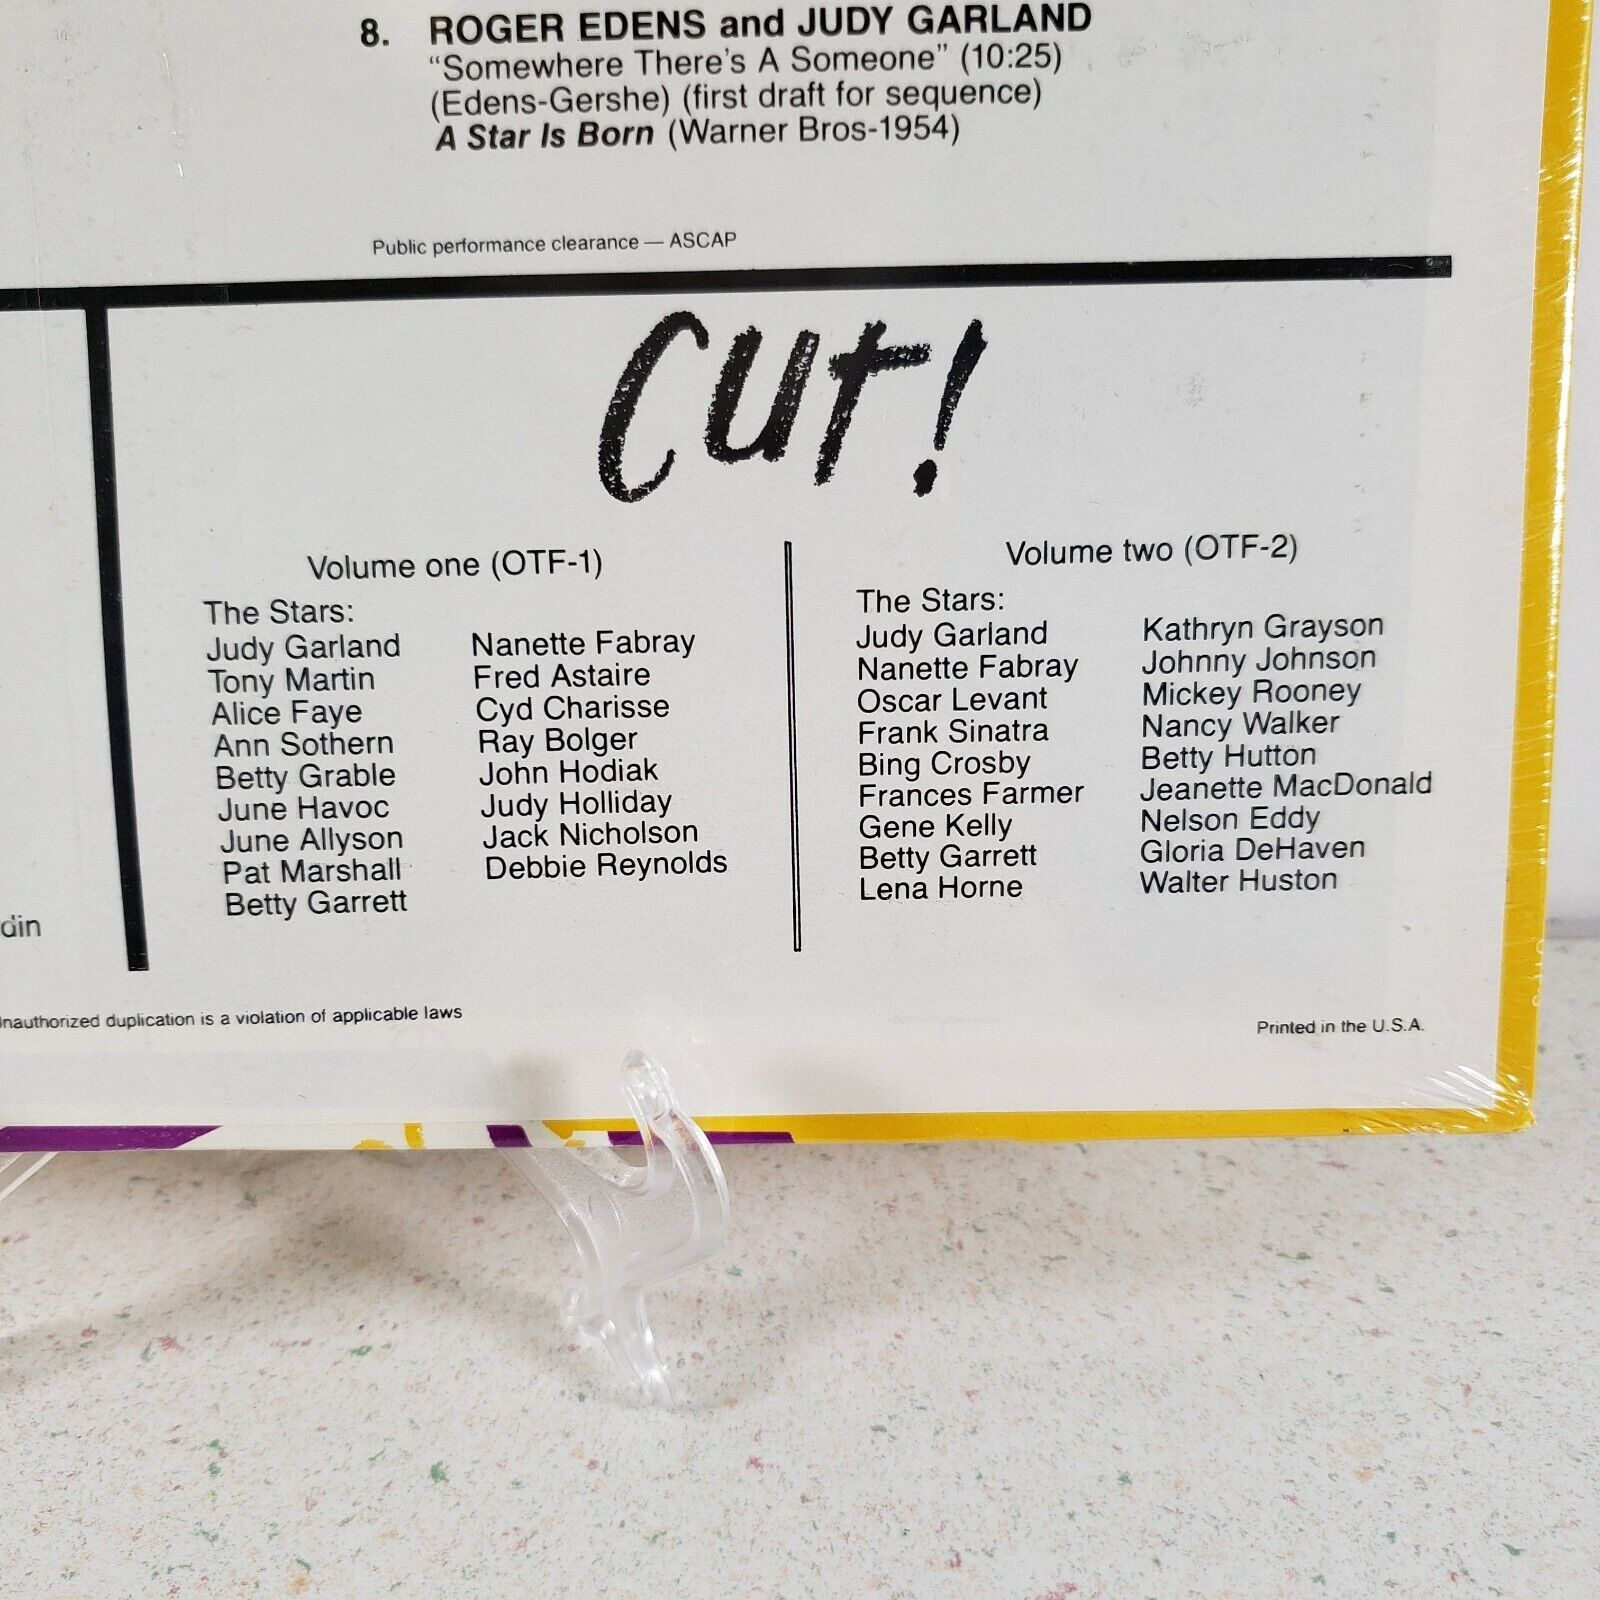 8. ROGER EDENS and JUDY GARLAND
“Somewhere There's A Someone” (10:25)
(Edens-Gershe) (first draft for sequence)
A Star Is Born (Warner Bros-1954)
Public performance clearance — ASCAP
CUT!
Volume one (OTF-1)
The Stars:
Judy Garland
Tony Martin
Alice Faye
Ann Sothern
Betty Grable
June Havoc
June Allyson
Pat Marshall
Betty Garrett
Nanette Fabray
Fred Astaire
Cyd Charisse
Ray Bolger
John Hodiak
Judy Holliday
Jack Nicholson
Debbie Reynolds
Volume two (OTF-2)
The Stars:
Judy Garland
Nanette Fabray
Oscar Levant
Frank Sinatra
Bing Crosby
Frances Farmer
Gene Kelly
Betty Garrett
Lena Horne
Kathryn Grayson
Johnny Johnson
Mickey Rooney
Nancy Walker
Betty Hutton
Jeanette MacDonald
Nelson Eddy
Gloria DeHaven
Walter Huston
din
nauthorized duplication is a violation of applicable laws
Printed in the U.S.A.